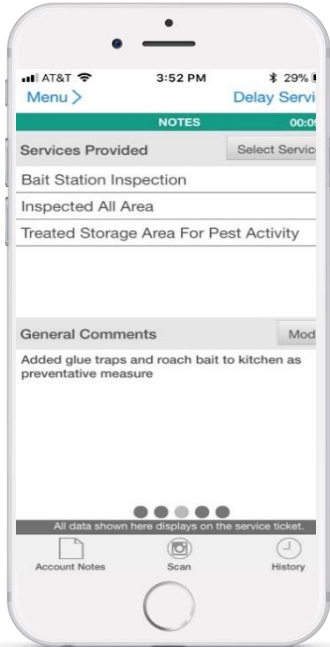 AT&T 3:52 PM 29%
Menu > Delay Servi
NOTES 00:09
Services Provided Select Servic
Bait Station Inspection
Inspected All Area
Treated Storage Area For Pest Activity
General Comments Mod
Added glue traps and roach bait to kitchen as
preventative measure
All data shown here displays on the service ticket.
Account Notes Scan History